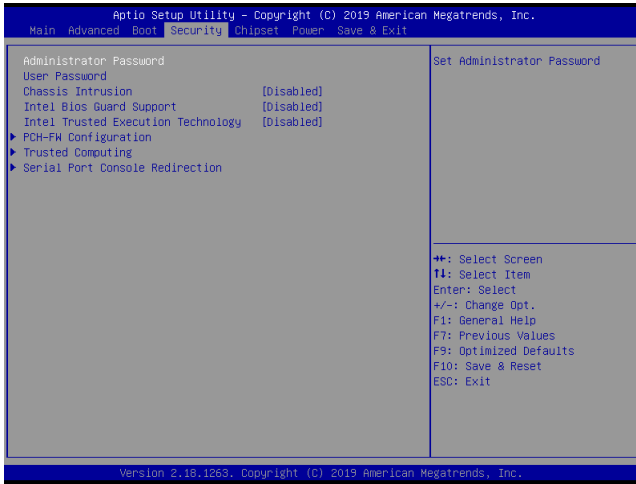 Aptio Setup Utility – Copyright (C) 2019 American Megatrends, Inc.
Main Advanced Boot Security Chipset Power Save & Exit
Administrator Password
User Password
Chassis Intrusion [Disabled]
Intel Bios Guard Support [Disabled]
Intel Trusted Execution Technology [Disabled]
PCH-FW Configuration
Trusted Computing
Serial Port Console Redirection
Set Administrator Password
→←: Select Screen
↑↓: Select Item
Enter: Select
+/-: Change Opt.
F1: General Help
F7: Previous Values
F9: Optimized Defaults
F10: Save & Reset
ESC: Exit
Version 2.18.1263. Copyright (C) 2019 American Megatrends, Inc.